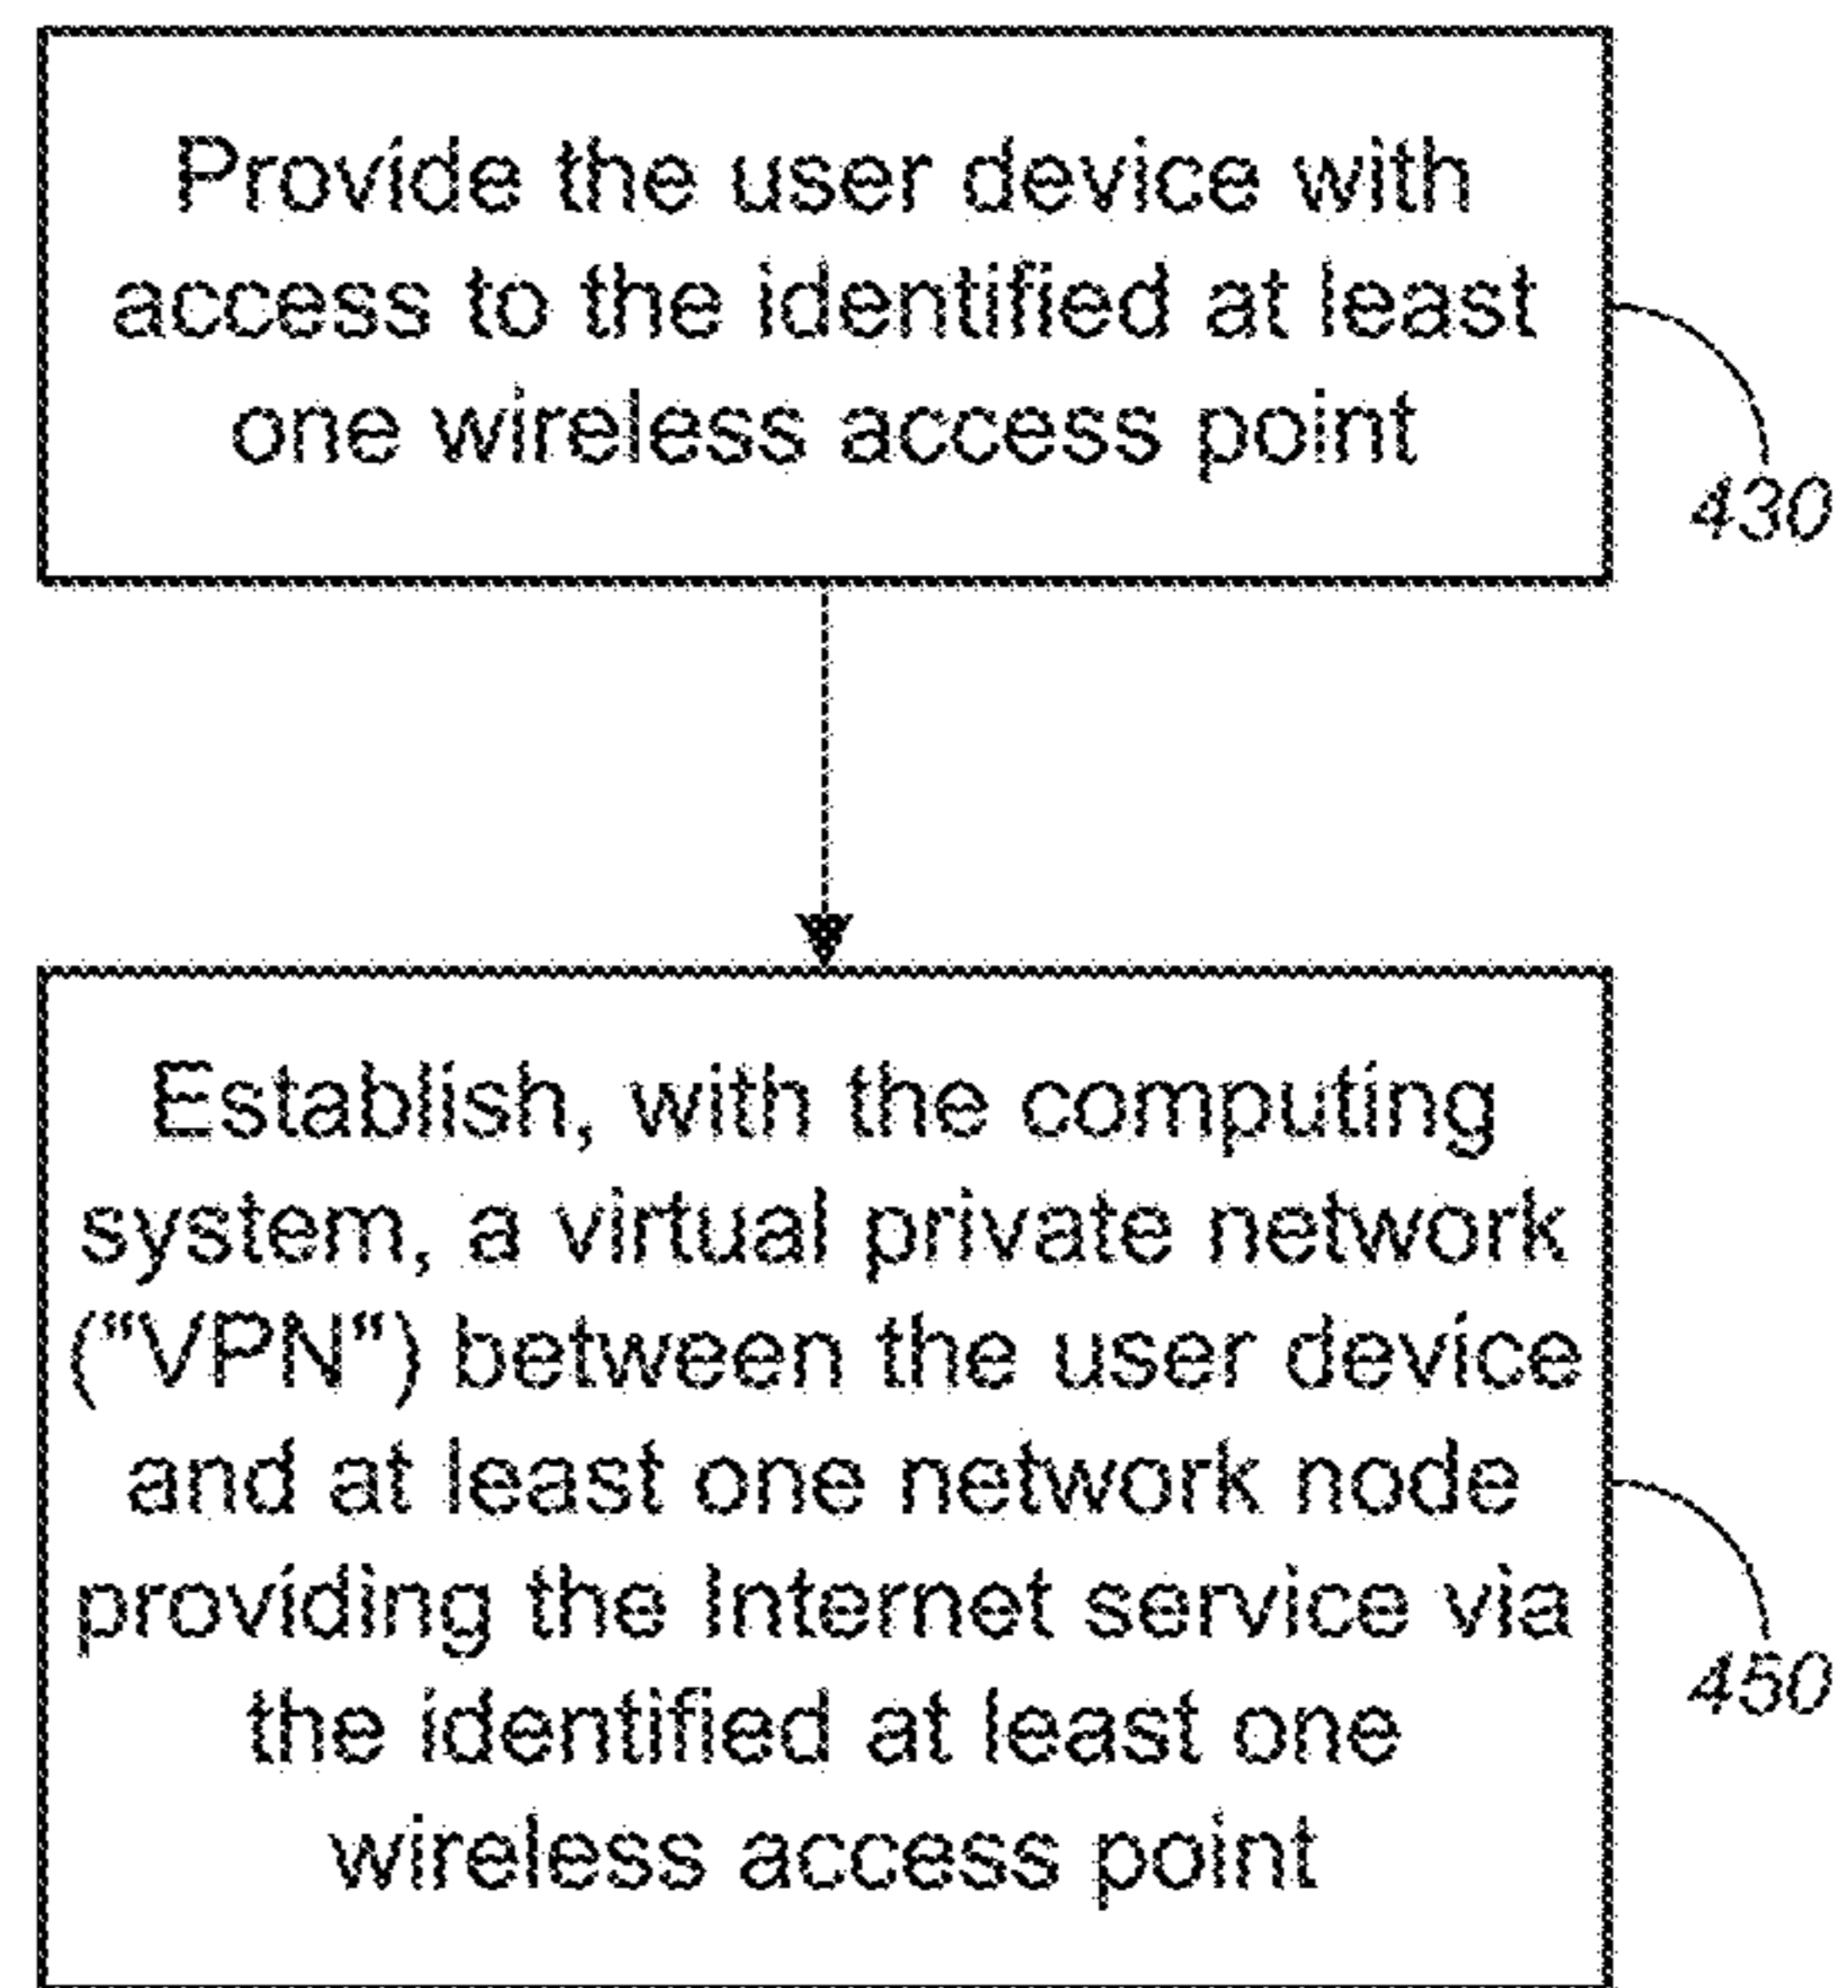 Provide the user device with
access to the identified at least
one wireless access point
430
Establish, with the computing
system, a virtual private network
("VPN") between the user device
and at least one network node
providing the Internet service via
the identified at least one
wireless access point
450